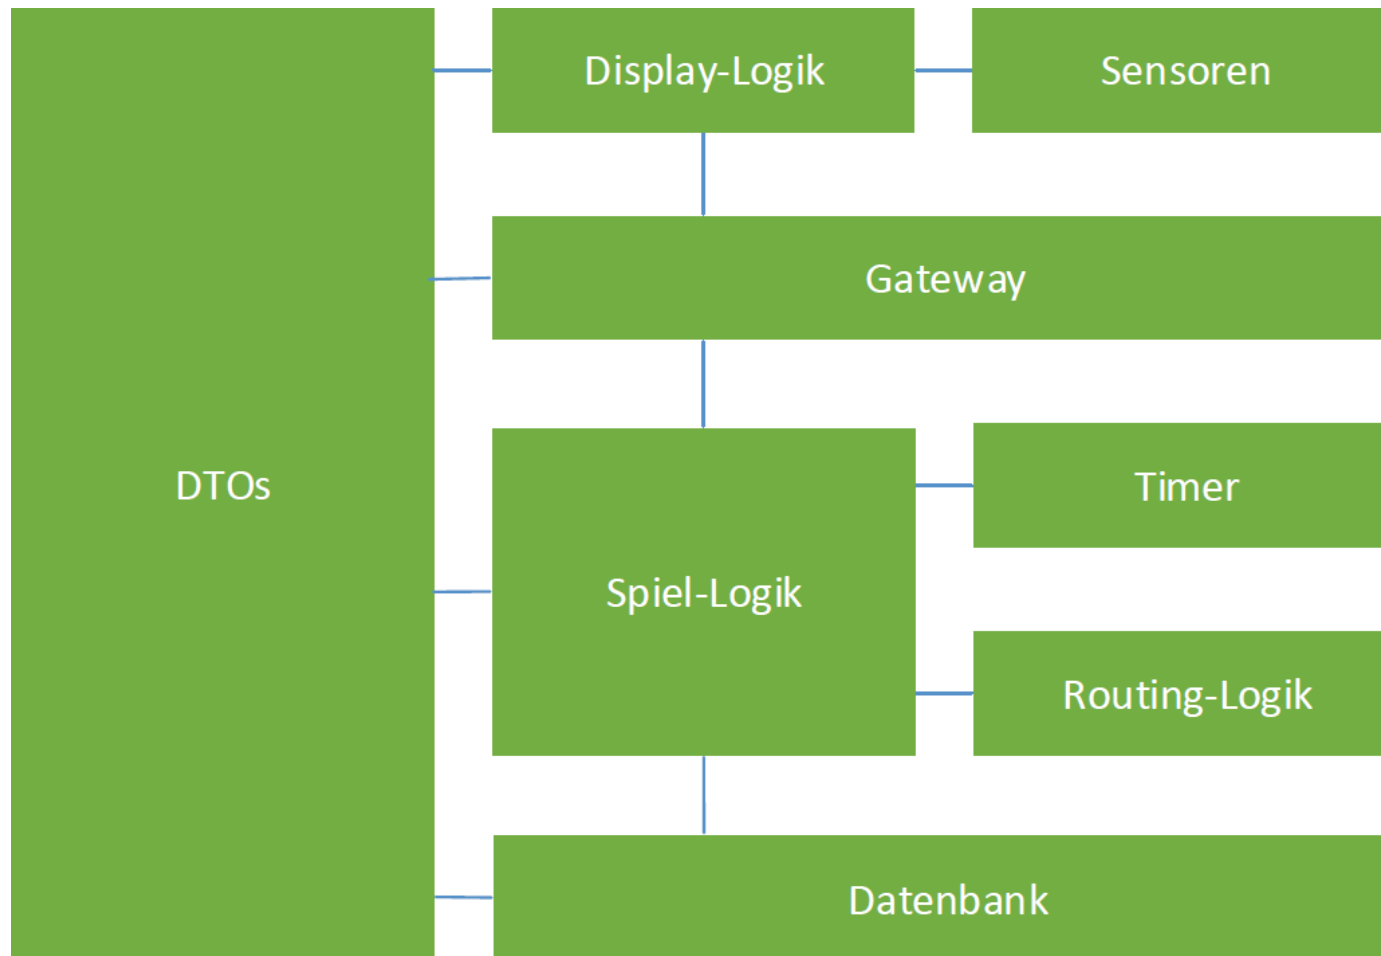 Display-Logik
Sensoren
Gateway
DTOs
Timer
Spiel-Logik
Routing-Logik
Datenbank